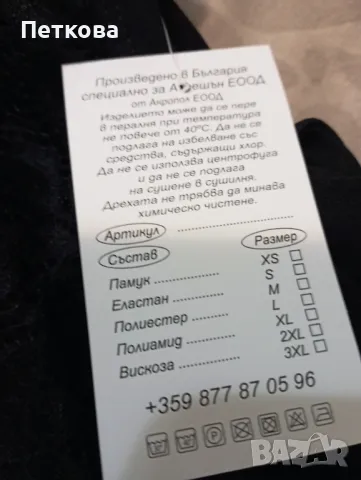 Петкова
Произведено в България
специално за А ешън ЕООД
от Акропол ЕООД
Изделието може да се пере
в пералня при температура
не повече от 40°С. Да не се
подлага на избелване със
средства, съдържащи хлор.
Да не се използва центрофуга
и да не се подлага
на сушене в сушилня.
Дрехата не трябва да минава
химическо чистене.
Артикул
Състав Размер
Памук XS
Еластан S
Полиестер M
Полиамид L
Вискоза XL
2XL
3XL
+359 877 87 05 96
bazar